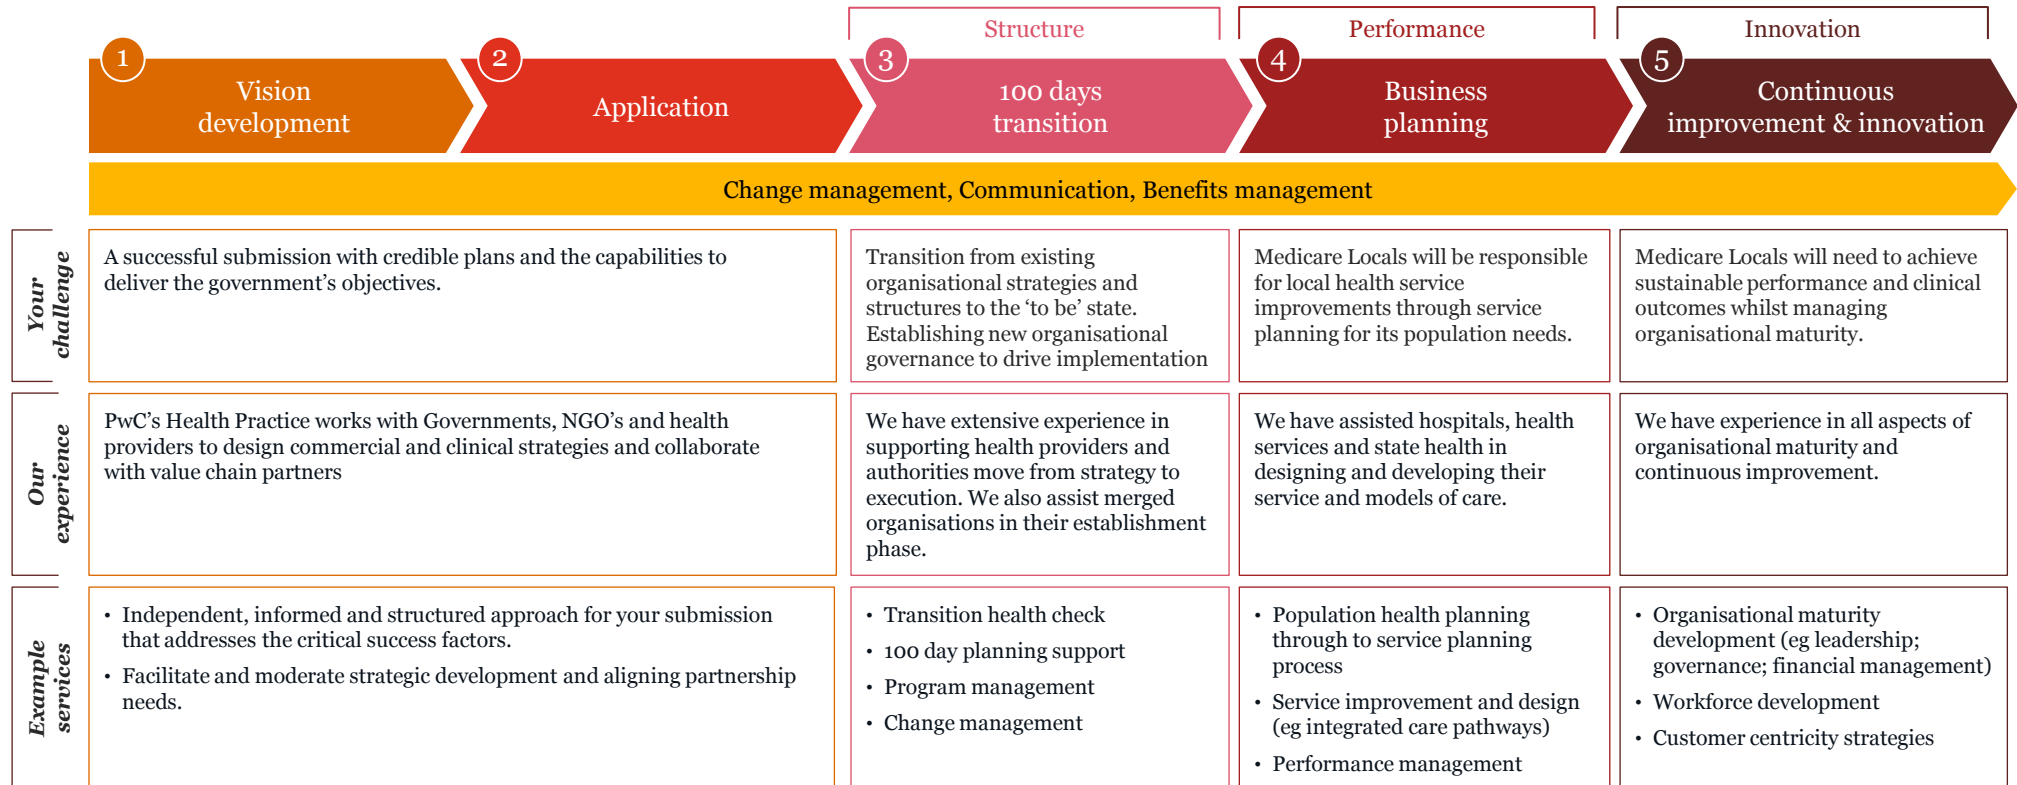 Structure
Performance
Innovation
1
Vision
development
2
Application
3
100 days
transition
4
Business
planning
5
Continuous
improvement & innovation
Change management, Communication, Benefits management
Your
challenge
A successful submission with credible plans and the capabilities to
deliver the government’s objectives.
Transition from existing
organisational strategies and
structures to the ‘to be’ state.
Establishing new organisational
governance to drive implementation
Medicare Locals will be responsible
for local health service
improvements through service
planning for its population needs.
Medicare Locals will need to achieve
sustainable performance and clinical
outcomes whilst managing
organisational maturity.
Our
experience
PwC’s Health Practice works with Governments, NGO’s and health
providers to design commercial and clinical strategies and collaborate
with value chain partners
We have extensive experience in
supporting health providers and
authorities move from strategy to
execution. We also assist merged
organisations in their establishment
phase.
We have assisted hospitals, health
services and state health in
designing and developing their
service and models of care.
We have experience in all aspects of
organisational maturity and
continuous improvement.
Example
services
• Independent, informed and structured approach for your submission
that addresses the critical success factors.
• Facilitate and moderate strategic development and aligning partnership
needs.
• Transition health check
• 100 day planning support
• Program management
• Change management
• Population health planning
through to service planning
process
• Service improvement and design
(eg integrated care pathways)
• Performance management
• Organisational maturity
development (eg leadership;
governance; financial management)
• Workforce development
• Customer centricity strategies